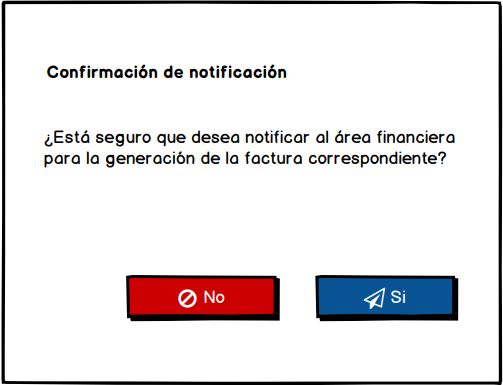 Confirmación de notificación
¿Está seguro que desea notificar al área financiera
para la generación de la factura correspondiente?
No
Si